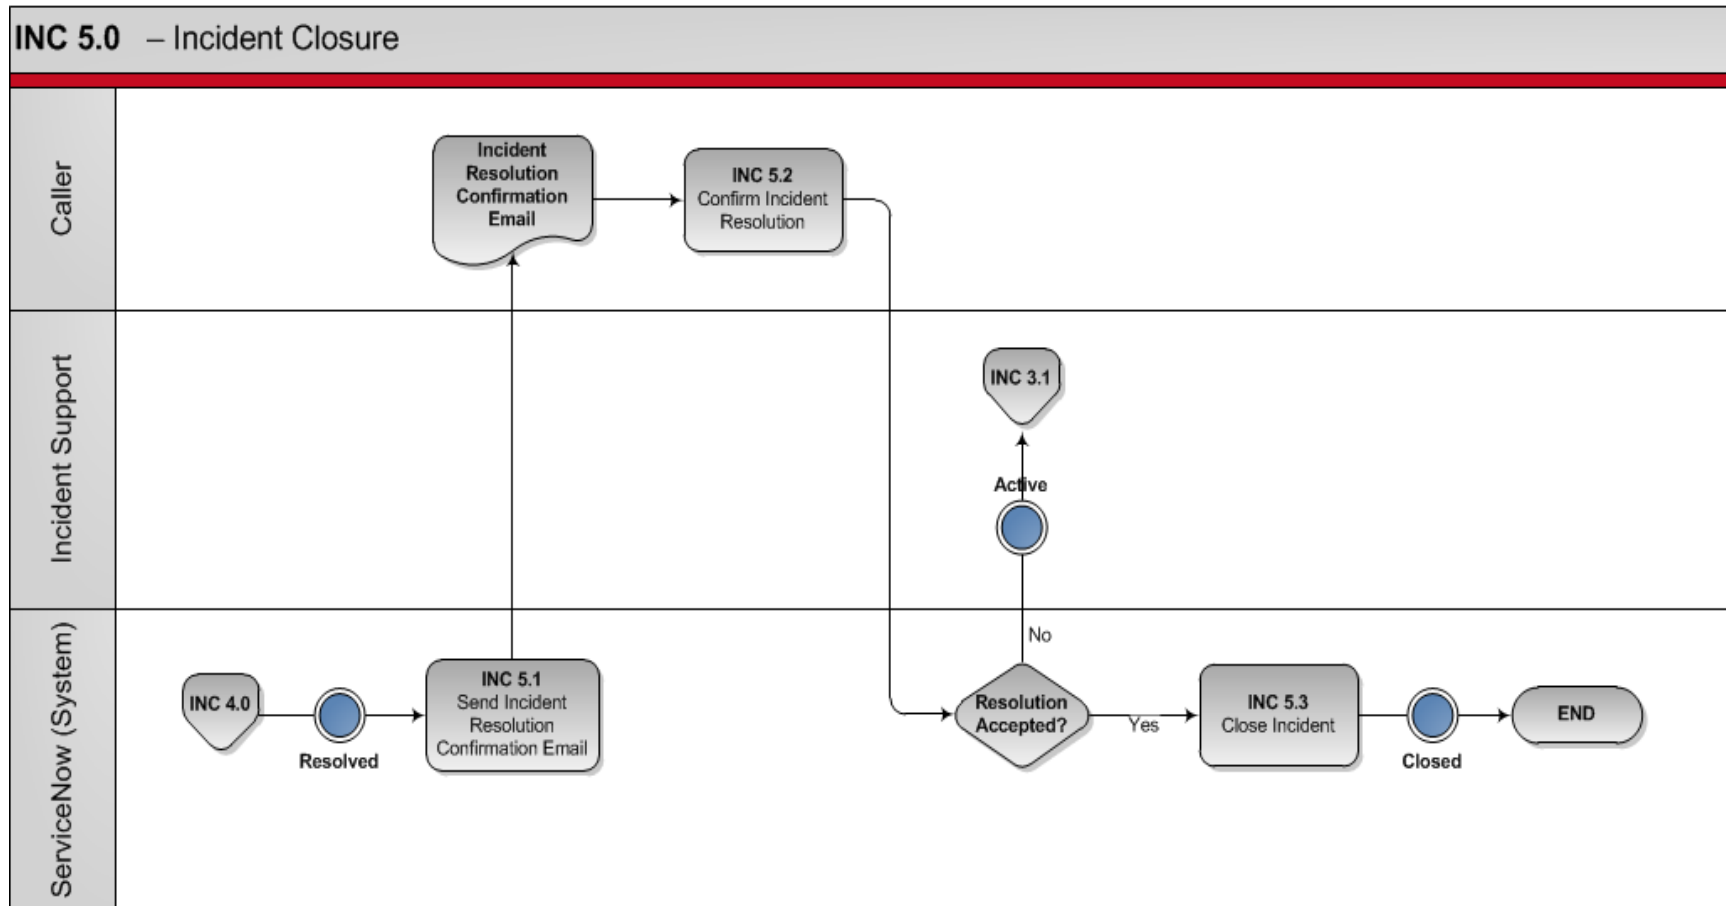 INC 5.0 – Incident Closure
Caller
Incident
Resolution
Confirmation
Email
INC 5.2
Confirm Incident
Resolution
Incident Support
INC 3.1
Active
ServiceNow (System)
INC 4.0
Resolved
INC 5.1
Send Incident
Resolution
Confirmation Email
No
Resolution
Accepted?
Yes
INC 5.3
Close Incident
Closed
END